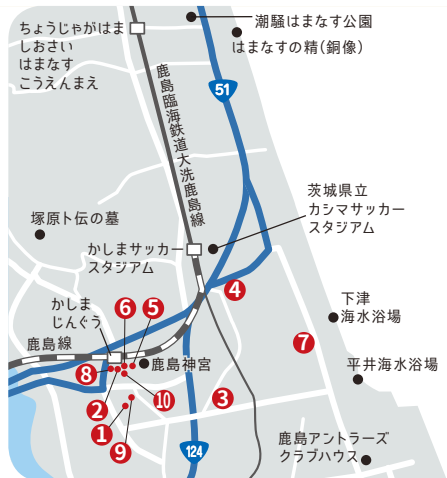 ちょうじゃがはま
しおさい
はまなす
こうえんまえ
潮騒はまなす公園
はまなすの精(銅像)
51
鹿島臨海鉄道大洗鹿島線
茨城県立
カシマサッカー
スタジアム
塚原卜伝の墓
かしまサッカー
スタジアム
4
下津
海水浴場
かしま
じんぐう
6
5
7
鹿島線
鹿島神宮
平井海水浴場
8
2
10
3
1
9
124
鹿島アントラーズ
クラブハウス